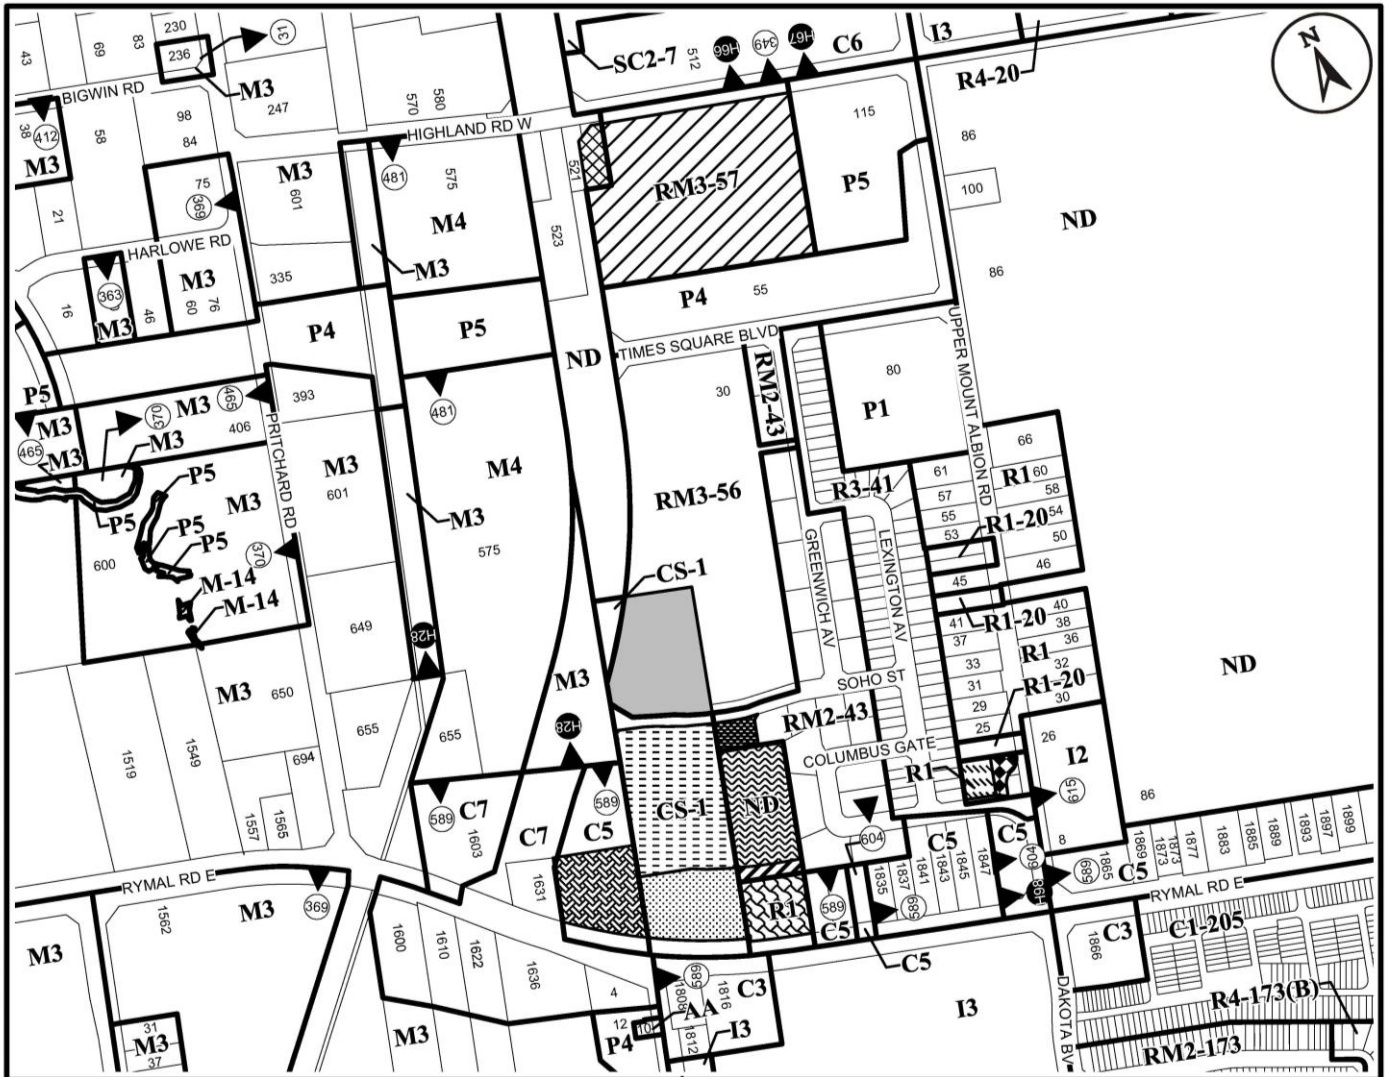 230
236
31
43
69
83
M3
247
BIGWIN RD
412
38
M3
58
98
84
21
75
369
M3
601
HARLOWE RD
335
M3
60
76
363
M3
46
16
570
580
HIGHLAND RD W
481
575
M4
M3
521
523
SC2-7
512
H66
349
H67
C6
I3
R4-20
N
RM3-57
115
P5
86
100
ND
86
P4
55
P4
P5
ND
TIMES SQUARE BLVD
UPPER MOUNT ALBION RD
30
RM2-43
80
P1
P5
M3
465
M3
370
M3
M3
465
406
393
PRITCHARD RD
481
M4
M3
601
M3
575
RM3-56
R3-41
P5
P5
P5
P5
M3
600
370
M-14
M-14
GREENWICH AV
LEXINGTON AV
61
57
55
53
45
41
37
33
31
29
25
66
R1
60
58
54
50
46
R1-20
R1-20
40
38
36
R1
32
R1-20
30
ND
CS-1
649
H28
M3
650
655
655
M3
H28
SOHO ST
RM2-43
COLUMBUS GATE
R1
26
I2
615
8
86
1519
1549
694
1557
1565
589
C7
1603
C7
589
C5
1631
CS-1
ND
604
C5
C5
604
H68
685
C5
1835
1837
1841
1843
1845
1847
1869
1873
1873
1877
1883
1885
1889
1893
1897
1899
1865
RYMAL RD E
RYMAL RD E
369
M3
1562
M3
31
M3
37
1600
1610
1622
1636
4
M3
R1
589
C5
685
C5
689
1808
1816
C3
AA
12
10
P4
1812
I3
I3
DAKOTA BV
C3
1866
C1-205
R4-173(B)
RM2-173